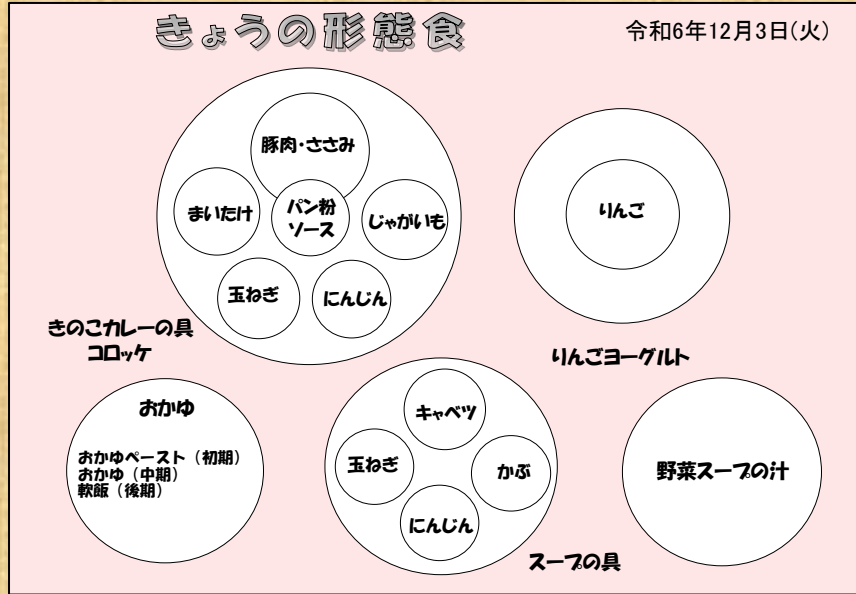 きょうの形態食
令和6年12月3日(火)
豚肉・ささみ
まいたけ
パン粉
ソース
じゃがいも
玉ねぎ
にんじん
きのこカレーの具
コロッケ
りんご
りんごヨーグルト
おかゆ
おかゆペースト（初期）
おかゆ（中期）
軟飯（後期）
キャベツ
玉ねぎ
かぶ
にんじん
スープの具
野菜スープの汁